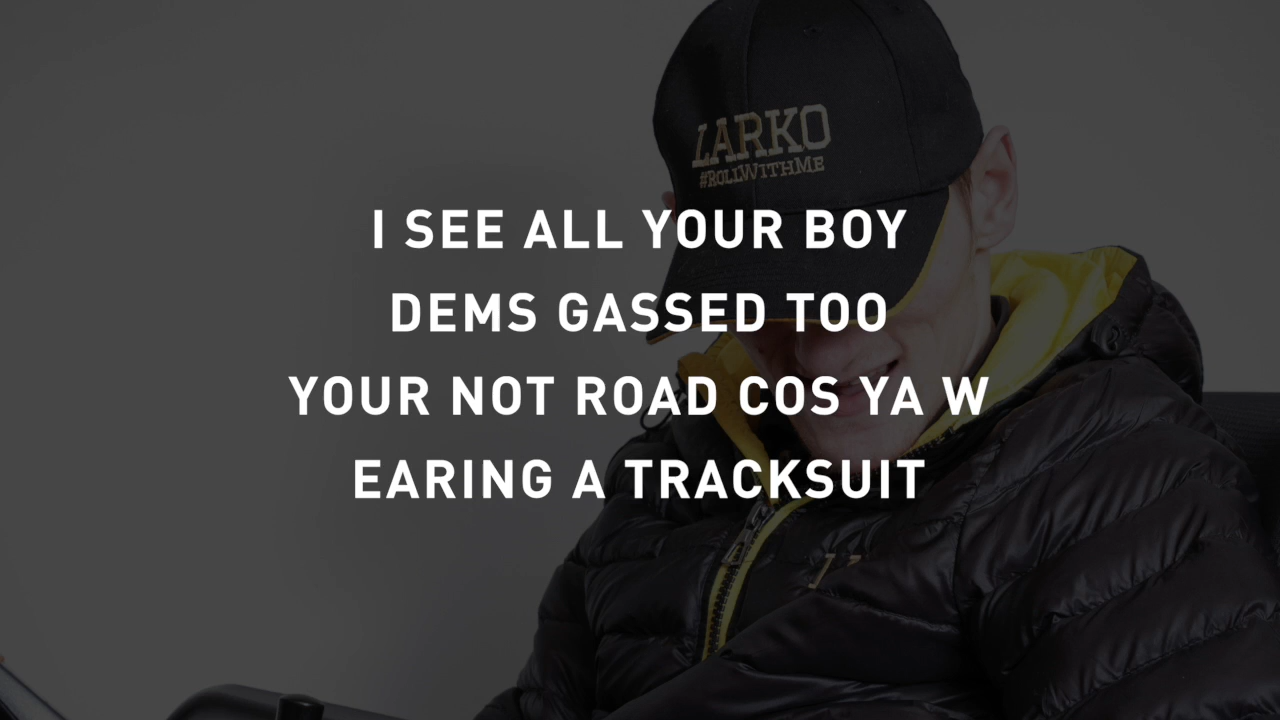 LARKO
#ROLLWITHME
I SEE ALL YOUR BOY
DEMS GASSED TOO
YOUR NOT ROAD COS YA W
EARING A TRACKSUIT